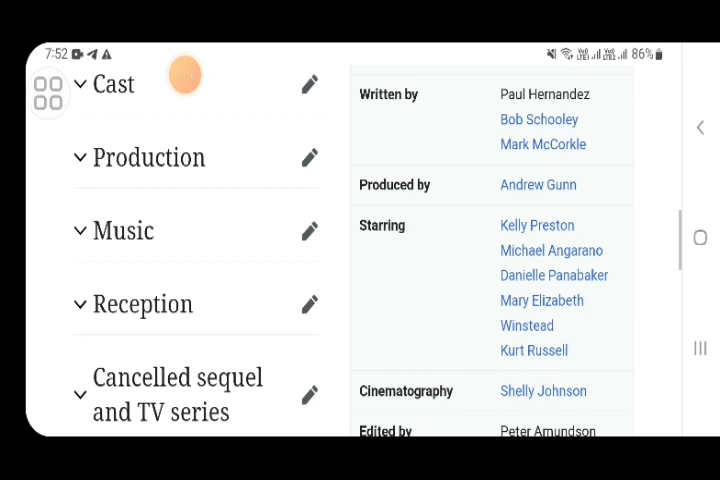 7:52
86%
Cast
Production
Music
Reception
Cancelled sequel
and TV series
Written by
Paul Hernandez
Bob Schooley
Mark McCorkle
Produced by
Andrew Gunn
Starring
Kelly Preston
Michael Angarano
Danielle Panabaker
Mary Elizabeth
Winstead
Kurt Russell
Cinematography
Shelly Johnson
Edited by
Peter Amundson